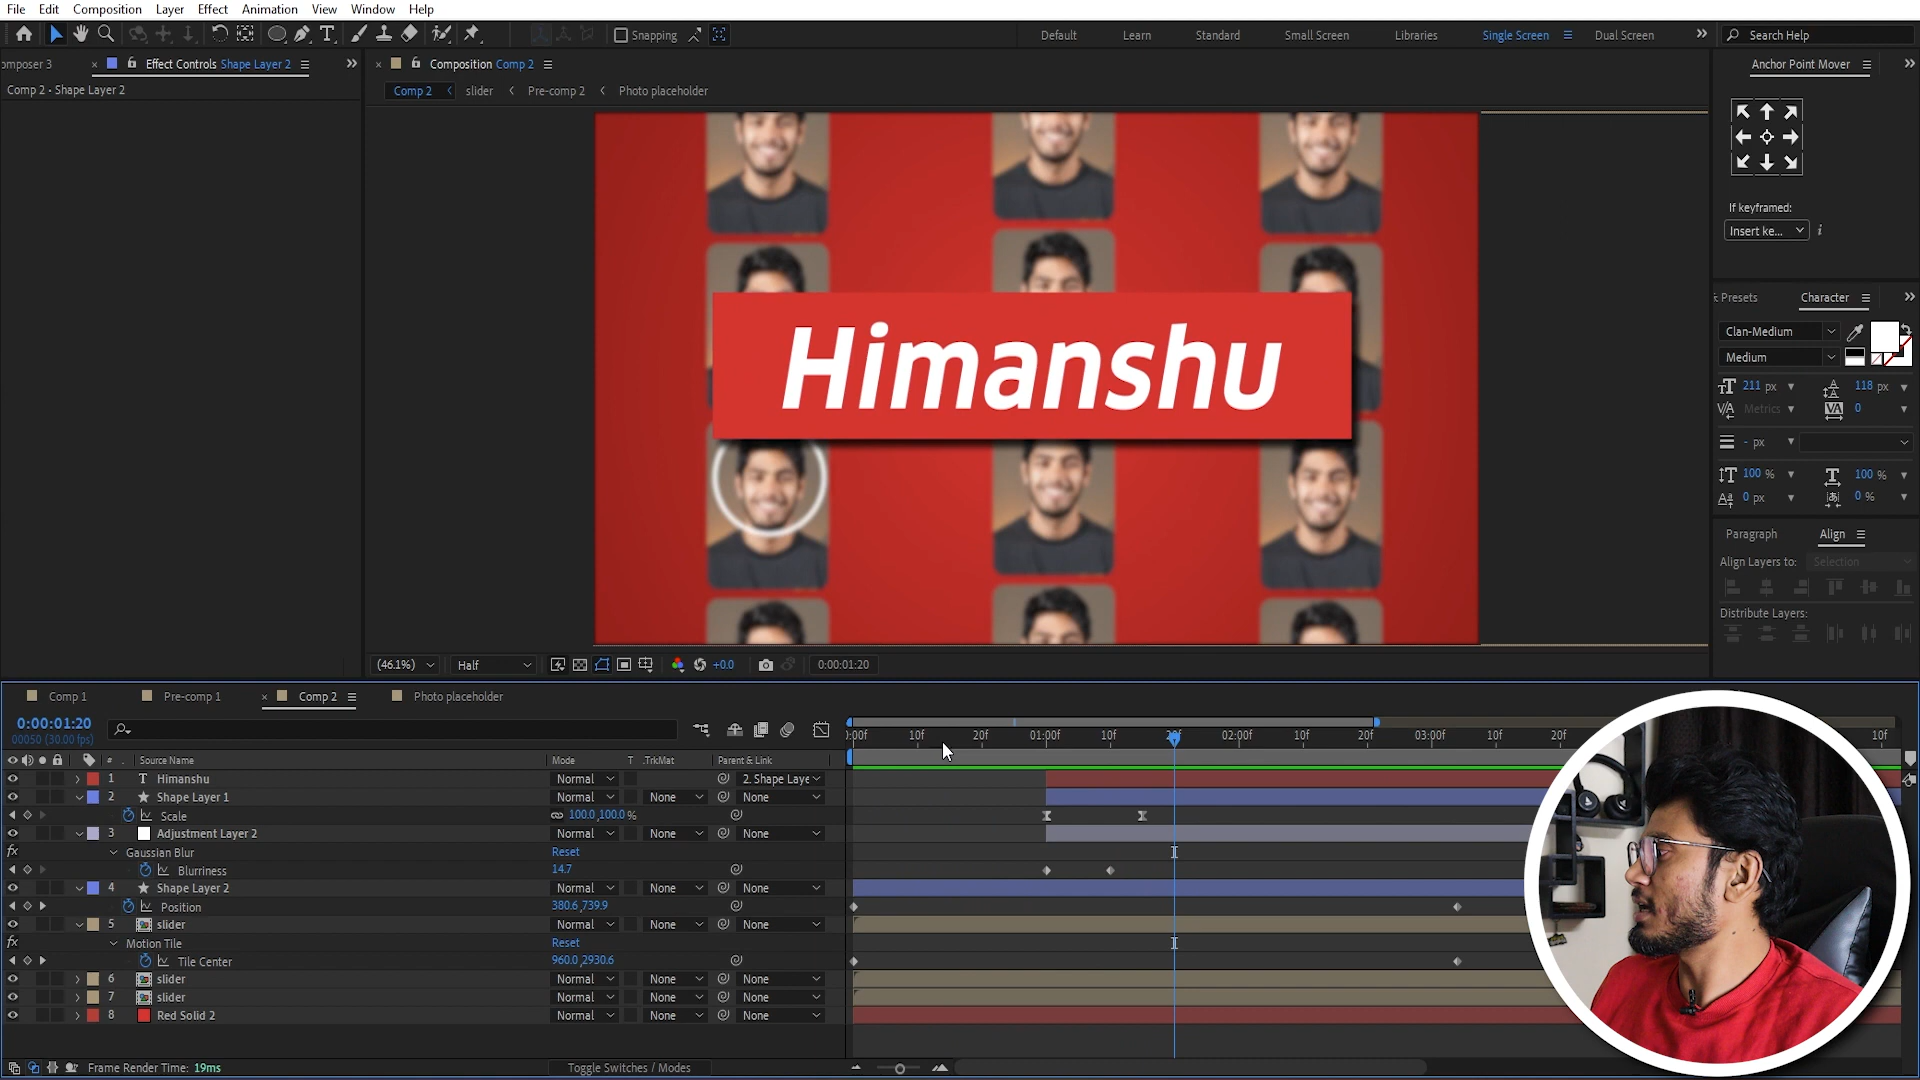 File Edit Composition Layer Effect Animation View Window Help
Snapping
Default Learn Standard Small Screen Libraries Single Screen Dual Screen Search Help
omposer 3 Effect Controls Shape Layer 2
Composition Comp 2
Anchor Point Mover
Comp 2 - Shape Layer 2
Comp 2 slider Pre-comp 2 Photo placeholder
If keyframed:
Insert ke...
Himanshu
Presets Character
Clan-Medium
Medium
211 px 118 px
Metrics 0
- px
100 % 100 %
0 px 0 %
Paragraph Align
Align Layers to: Selection
Distribute Layers:
(46.1%) Half +0.0 0:00:01:20
Comp 1 Pre-comp 1 Comp 2 Photo placeholder
0:00:01:20
00050 (30.00 fps)
):00f 10f 20f 01:00f 10f 20f 02:00f 10f 20f 03:00f 10f 20f 10f
# Source Name Mode T .TrkMat Parent & Link
1 T Himanshu Normal 2. Shape Laye
2 Shape Layer 1 Normal None None
Scale 100.0,100.0 %
3 Adjustment Layer 2 Normal None None
fx Gaussian Blur Reset
Blurriness 14.7
4 Shape Layer 2 Normal None None
Position 380.6,739.9
5 slider Normal None None
fx Motion Tile Reset
Tile Center 960.0,2930.6
6 slider Normal None None
7 slider Normal None None
8 Red Solid 2 Normal None None
Frame Render Time: 19ms Toggle Switches / Modes